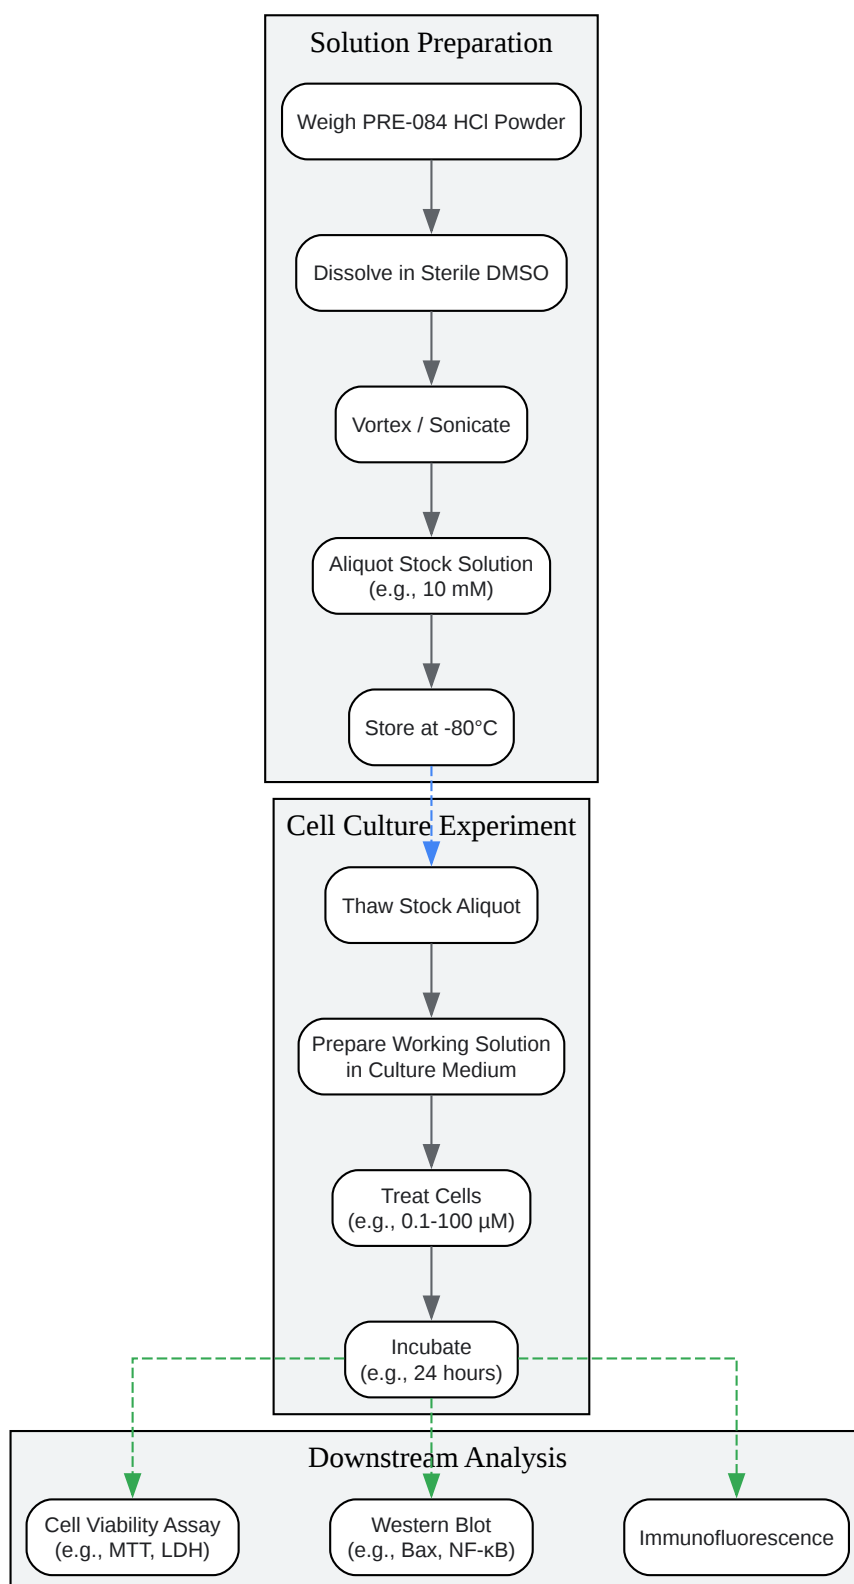 Solution Preparation
Weigh PRE-084 HCl Powder
Dissolve in Sterile DMSO
Vortex / Sonicate
Aliquot Stock Solution
(e.g., 10 mM)
Store at -80°C
Cell Culture Experiment
Thaw Stock Aliquot
Prepare Working Solution
in Culture Medium
Treat Cells
(e.g., 0.1-100 µM)
Incubate
(e.g., 24 hours)
Downstream Analysis
Cell Viability Assay
(e.g., MTT, LDH)
Western Blot
(e.g., Bax, NF-κB)
Immunofluorescence